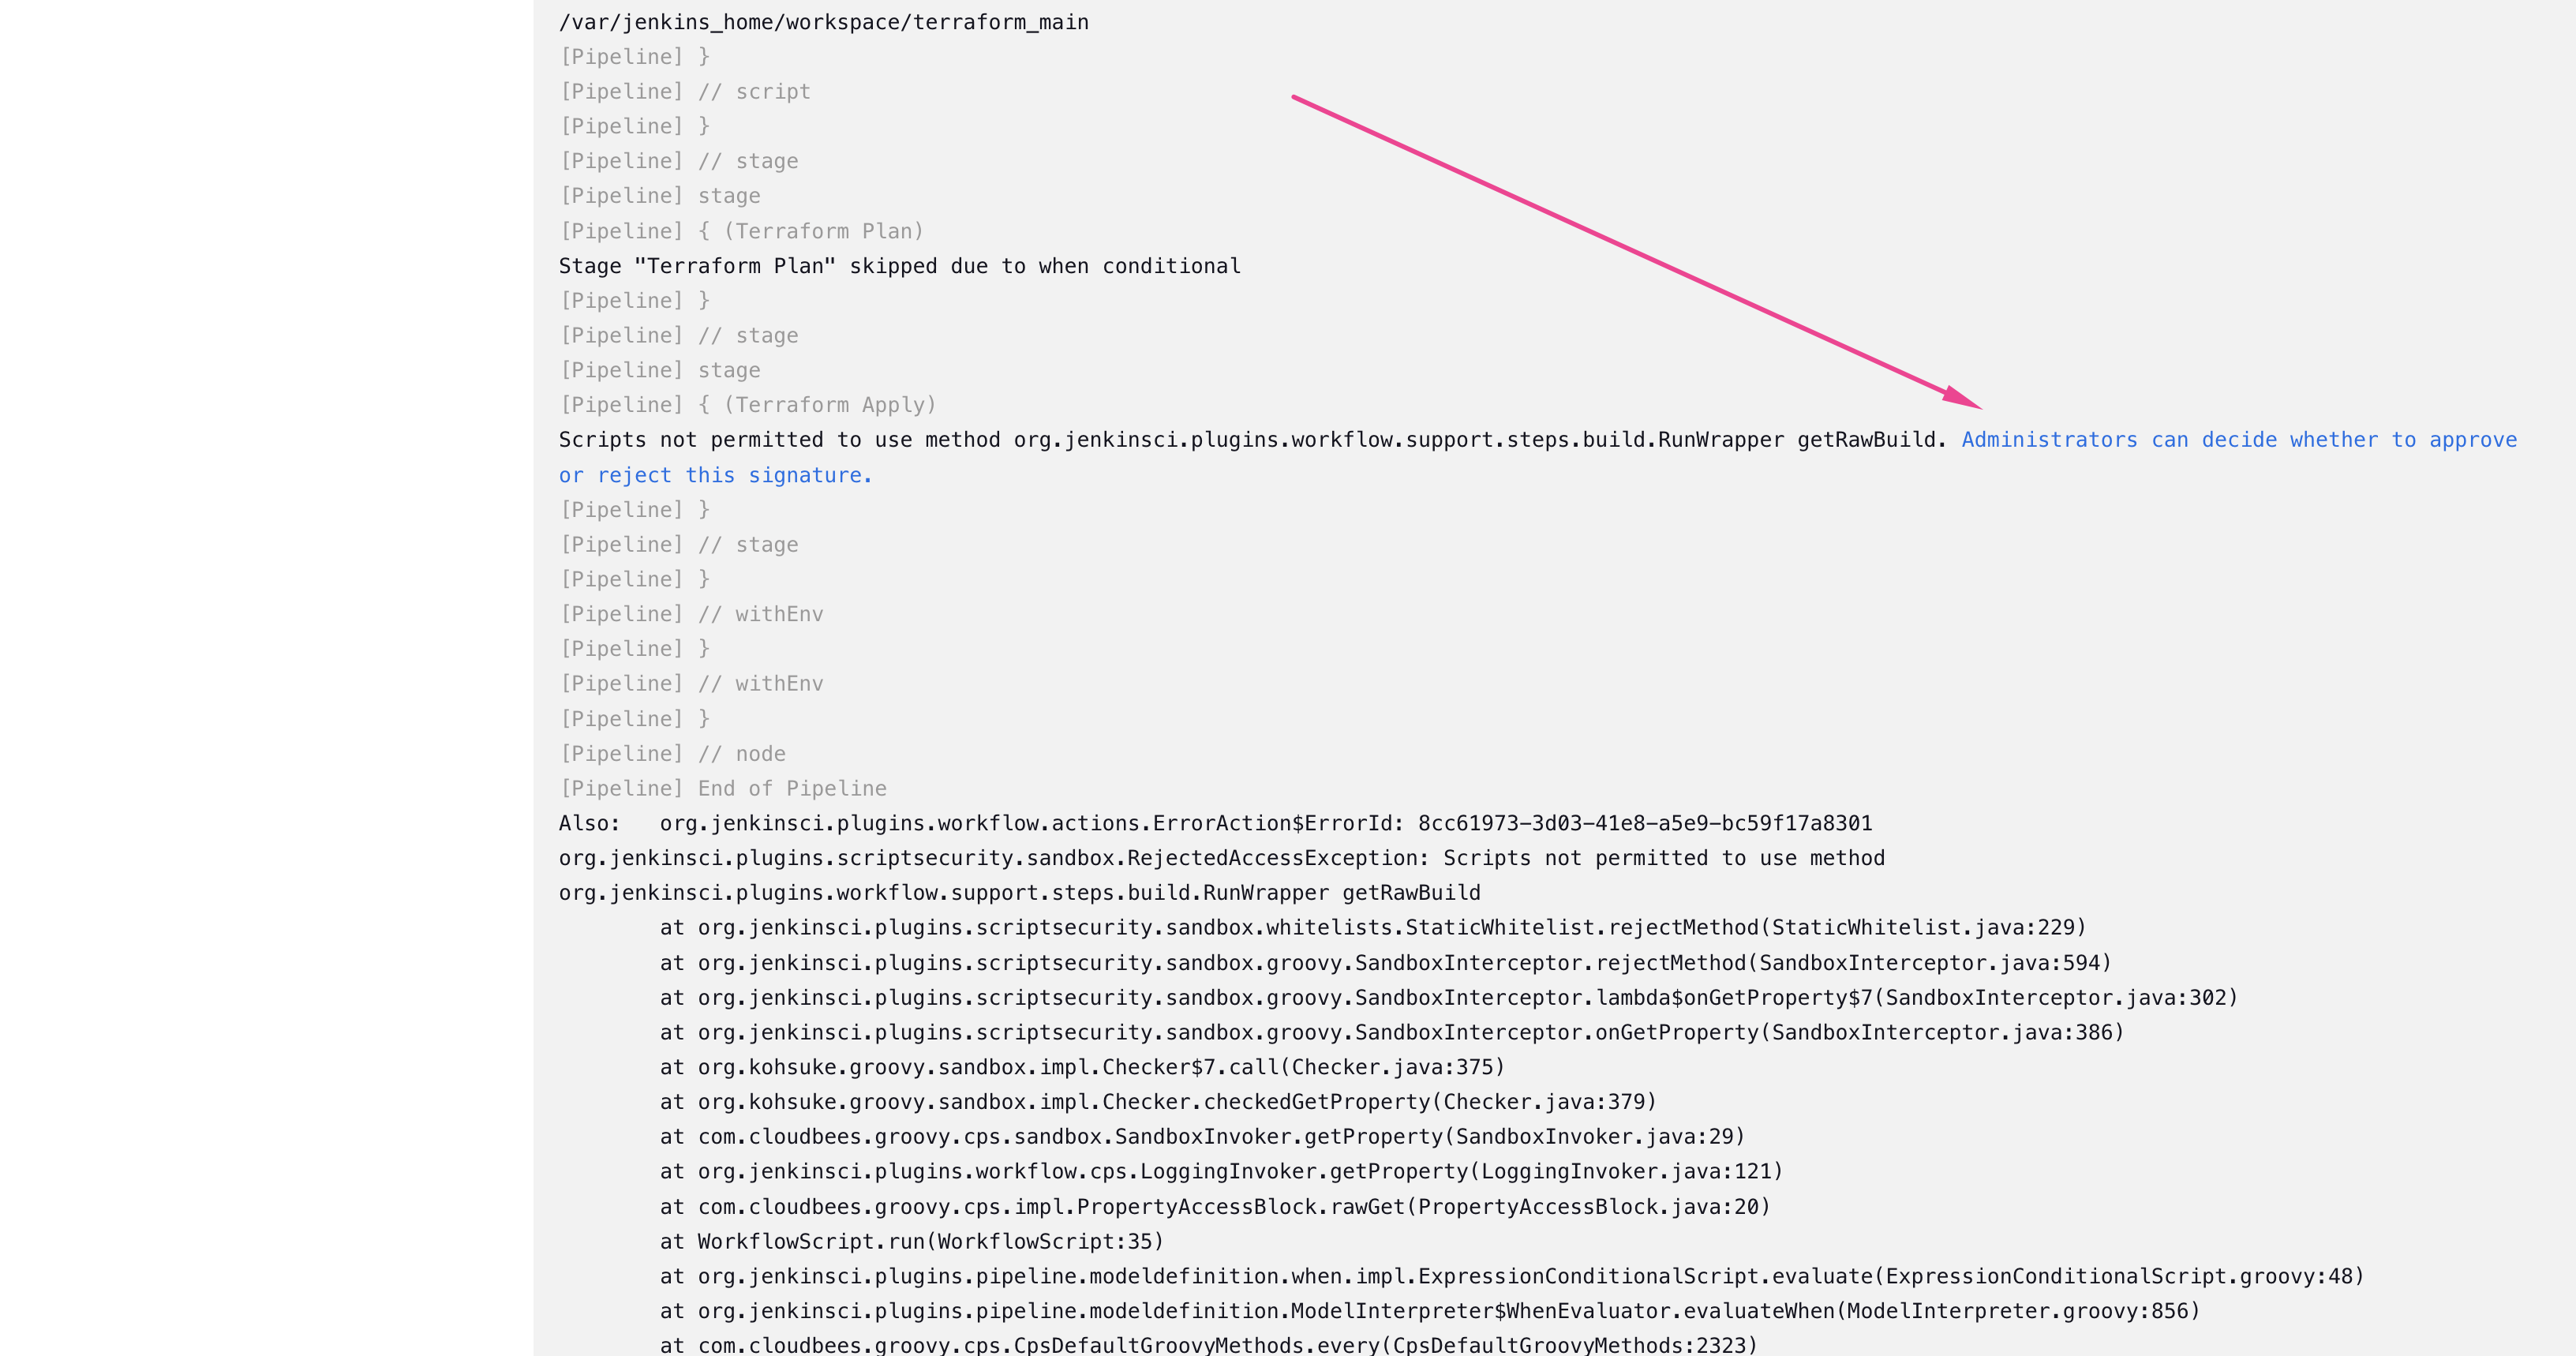 /var/jenkins_home/workspace/terraform_main
[Pipeline] }
[Pipeline] // script
[Pipeline] }
[Pipeline] // stage
[Pipeline] stage
[Pipeline] { (Terraform Plan)
Stage "Terraform Plan" skipped due to when conditional
[Pipeline] }
[Pipeline] // stage
[Pipeline] stage
[Pipeline] { (Terraform Apply)
Scripts not permitted to use method org.jenkinsci.plugins.workflow.support.steps.build.RunWrapper getRawBuild. Administrators can decide whether to approve
or reject this signature.
[Pipeline] }
[Pipeline] // stage
[Pipeline] }
[Pipeline] // withEnv
[Pipeline] }
[Pipeline] // withEnv
[Pipeline] }
[Pipeline] // node
[Pipeline] End of Pipeline
Also:   org.jenkinsci.plugins.workflow.actions.ErrorAction$ErrorId: 8cc61973-3d03-41e8-a5e9-bc59f17a8301
org.jenkinsci.plugins.scriptsecurity.sandbox.RejectedAccessException: Scripts not permitted to use method
org.jenkinsci.plugins.workflow.support.steps.build.RunWrapper getRawBuild
	at org.jenkinsci.plugins.scriptsecurity.sandbox.whitelists.StaticWhitelist.rejectMethod(StaticWhitelist.java:229)
	at org.jenkinsci.plugins.scriptsecurity.sandbox.groovy.SandboxInterceptor.rejectMethod(SandboxInterceptor.java:594)
	at org.jenkinsci.plugins.scriptsecurity.sandbox.groovy.SandboxInterceptor.lambda$onGetProperty$7(SandboxInterceptor.java:302)
	at org.jenkinsci.plugins.scriptsecurity.sandbox.groovy.SandboxInterceptor.onGetProperty(SandboxInterceptor.java:386)
	at org.kohsuke.groovy.sandbox.impl.Checker$7.call(Checker.java:375)
	at org.kohsuke.groovy.sandbox.impl.Checker.checkedGetProperty(Checker.java:379)
	at com.cloudbees.groovy.cps.sandbox.SandboxInvoker.getProperty(SandboxInvoker.java:29)
	at org.jenkinsci.plugins.workflow.cps.LoggingInvoker.getProperty(LoggingInvoker.java:121)
	at com.cloudbees.groovy.cps.impl.PropertyAccessBlock.rawGet(PropertyAccessBlock.java:20)
	at WorkflowScript.run(WorkflowScript:35)
	at org.jenkinsci.plugins.pipeline.modeldefinition.when.impl.ExpressionConditionalScript.evaluate(ExpressionConditionalScript.groovy:48)
	at org.jenkinsci.plugins.pipeline.modeldefinition.ModelInterpreter$WhenEvaluator.evaluateWhen(ModelInterpreter.groovy:856)
	at com.cloudbees.groovy.cps.CpsDefaultGroovyMethods.every(CpsDefaultGroovyMethods:2323)